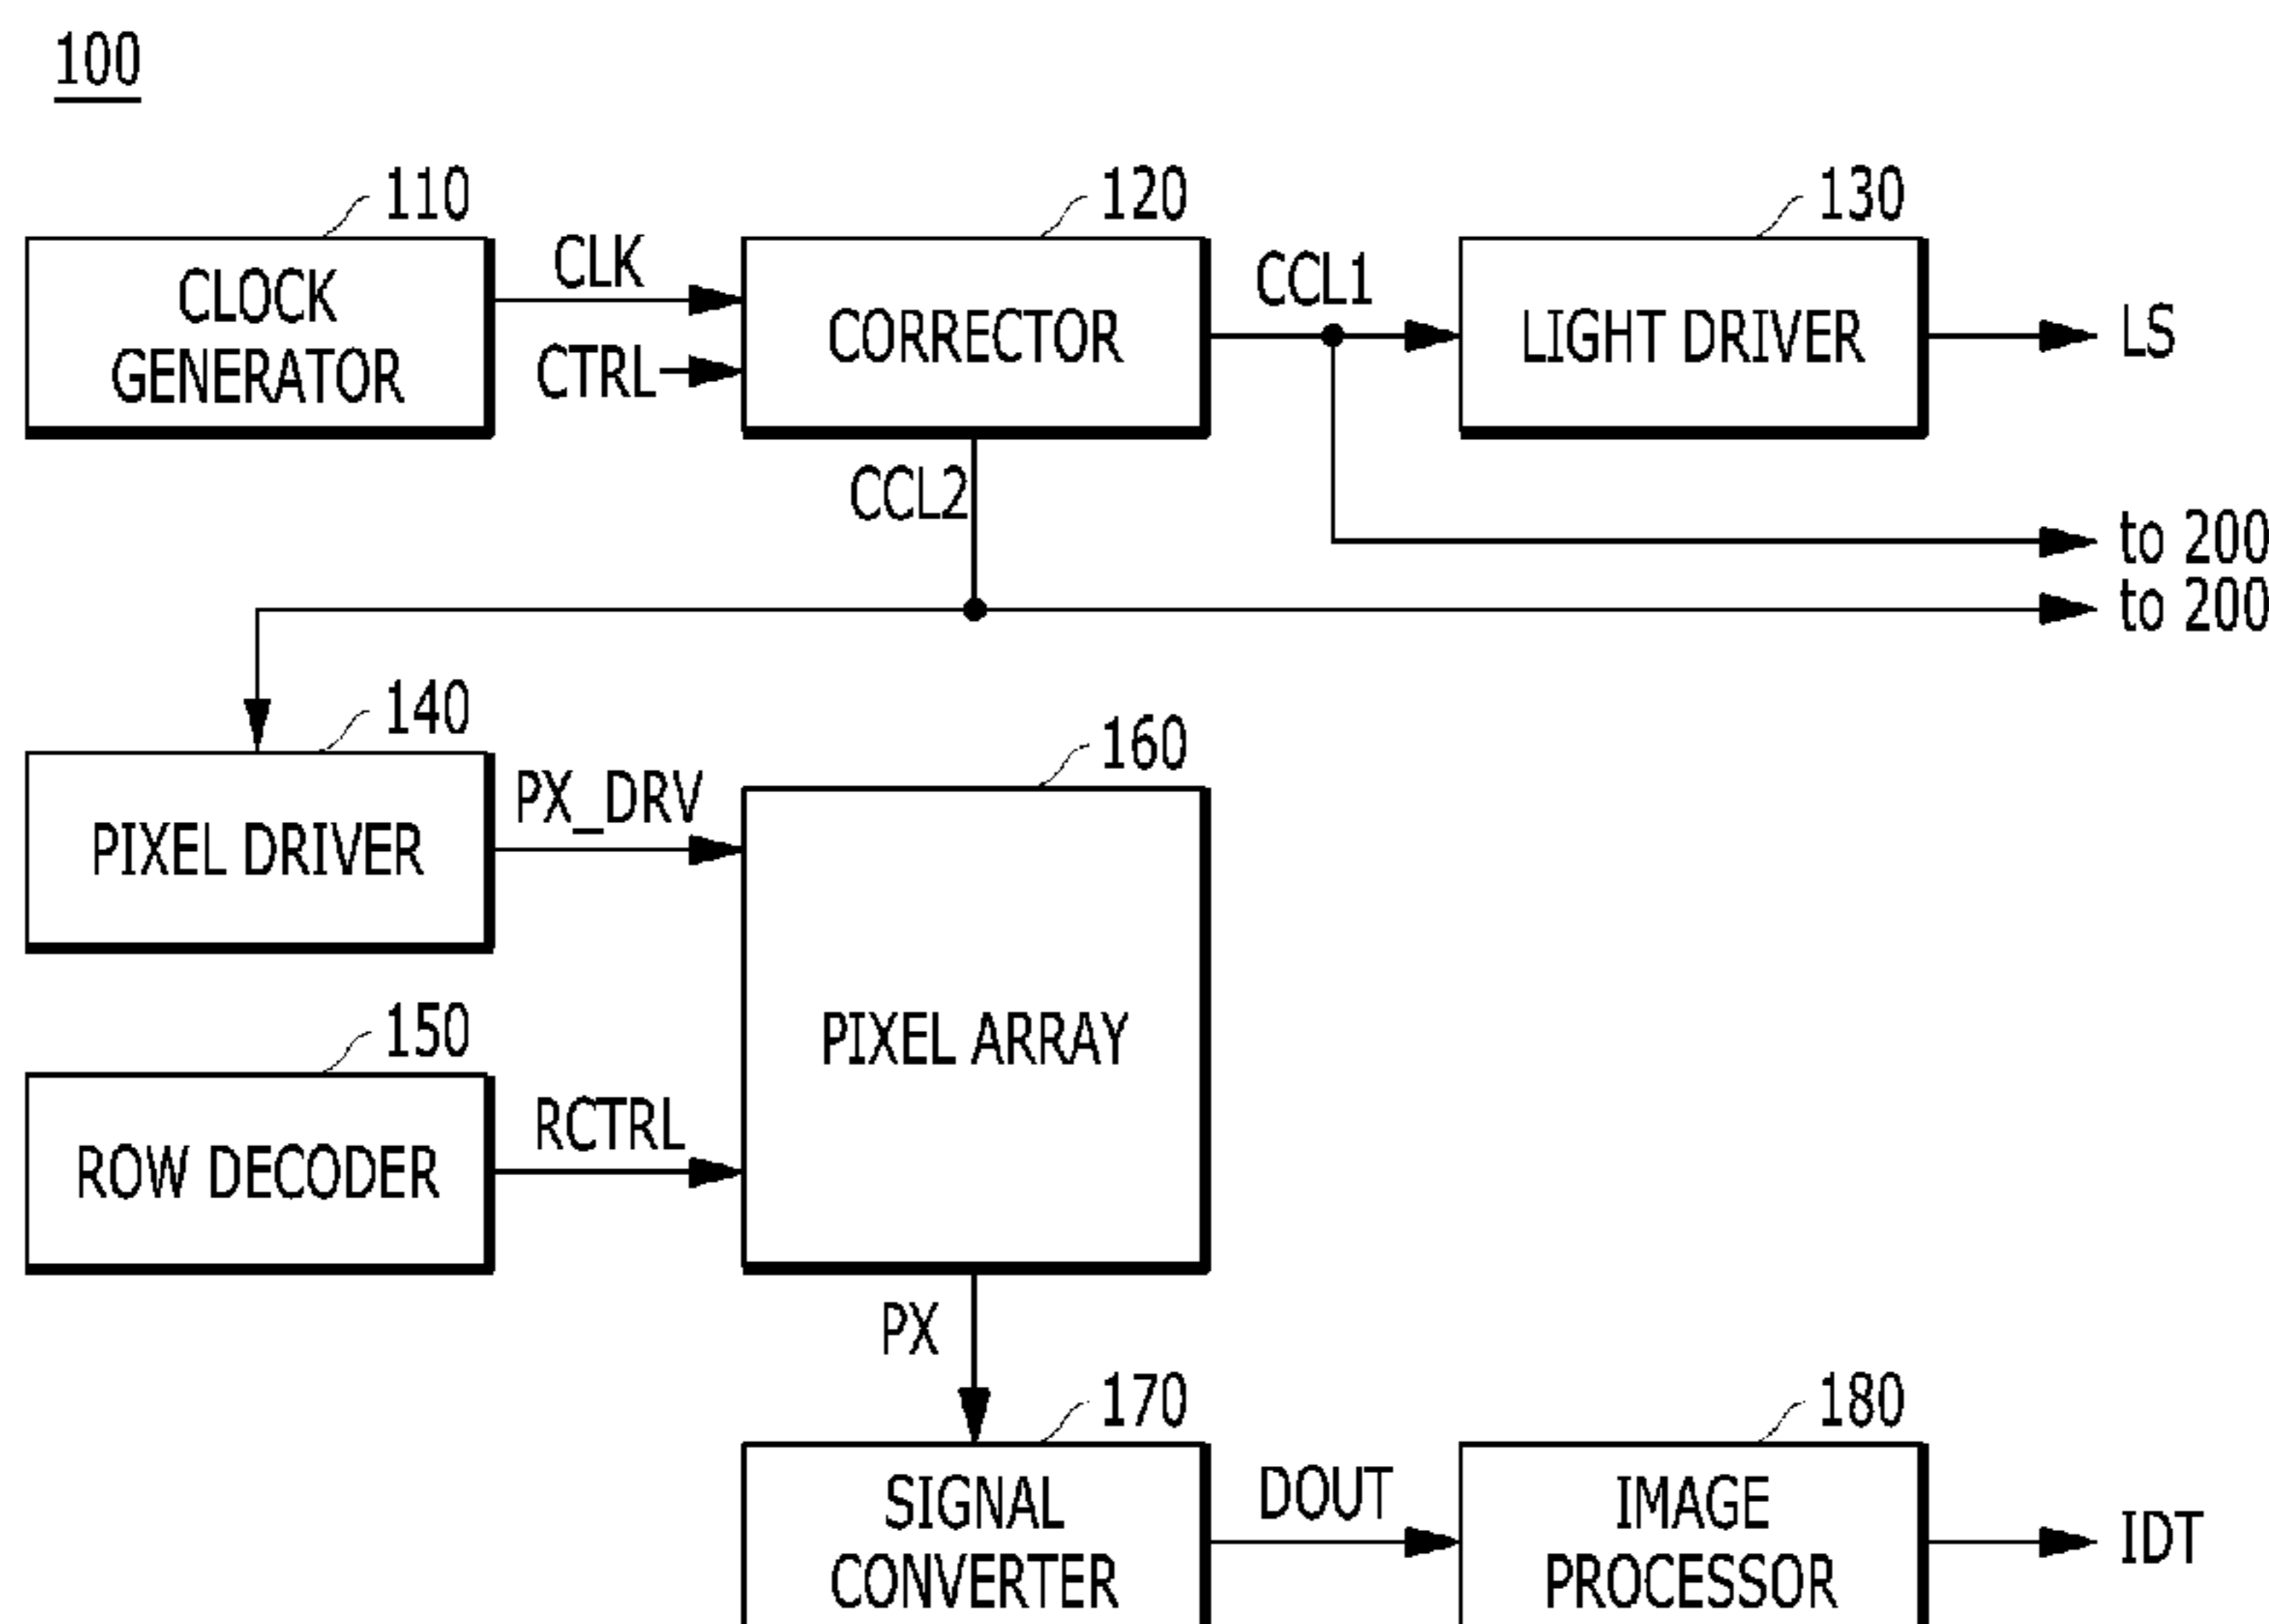 100
110
120
130
CLOCK
GENERATOR
CLK
CTRL
CORRECTOR
CCL1
LIGHT DRIVER
LS
CCL2
to 200
to 200
140
160
PIXEL DRIVER
PX_DRV
PIXEL ARRAY
150
ROW DECODER
RCTRL
PX
170
180
SIGNAL
CONVERTER
DOUT
IMAGE
PROCESSOR
IDT